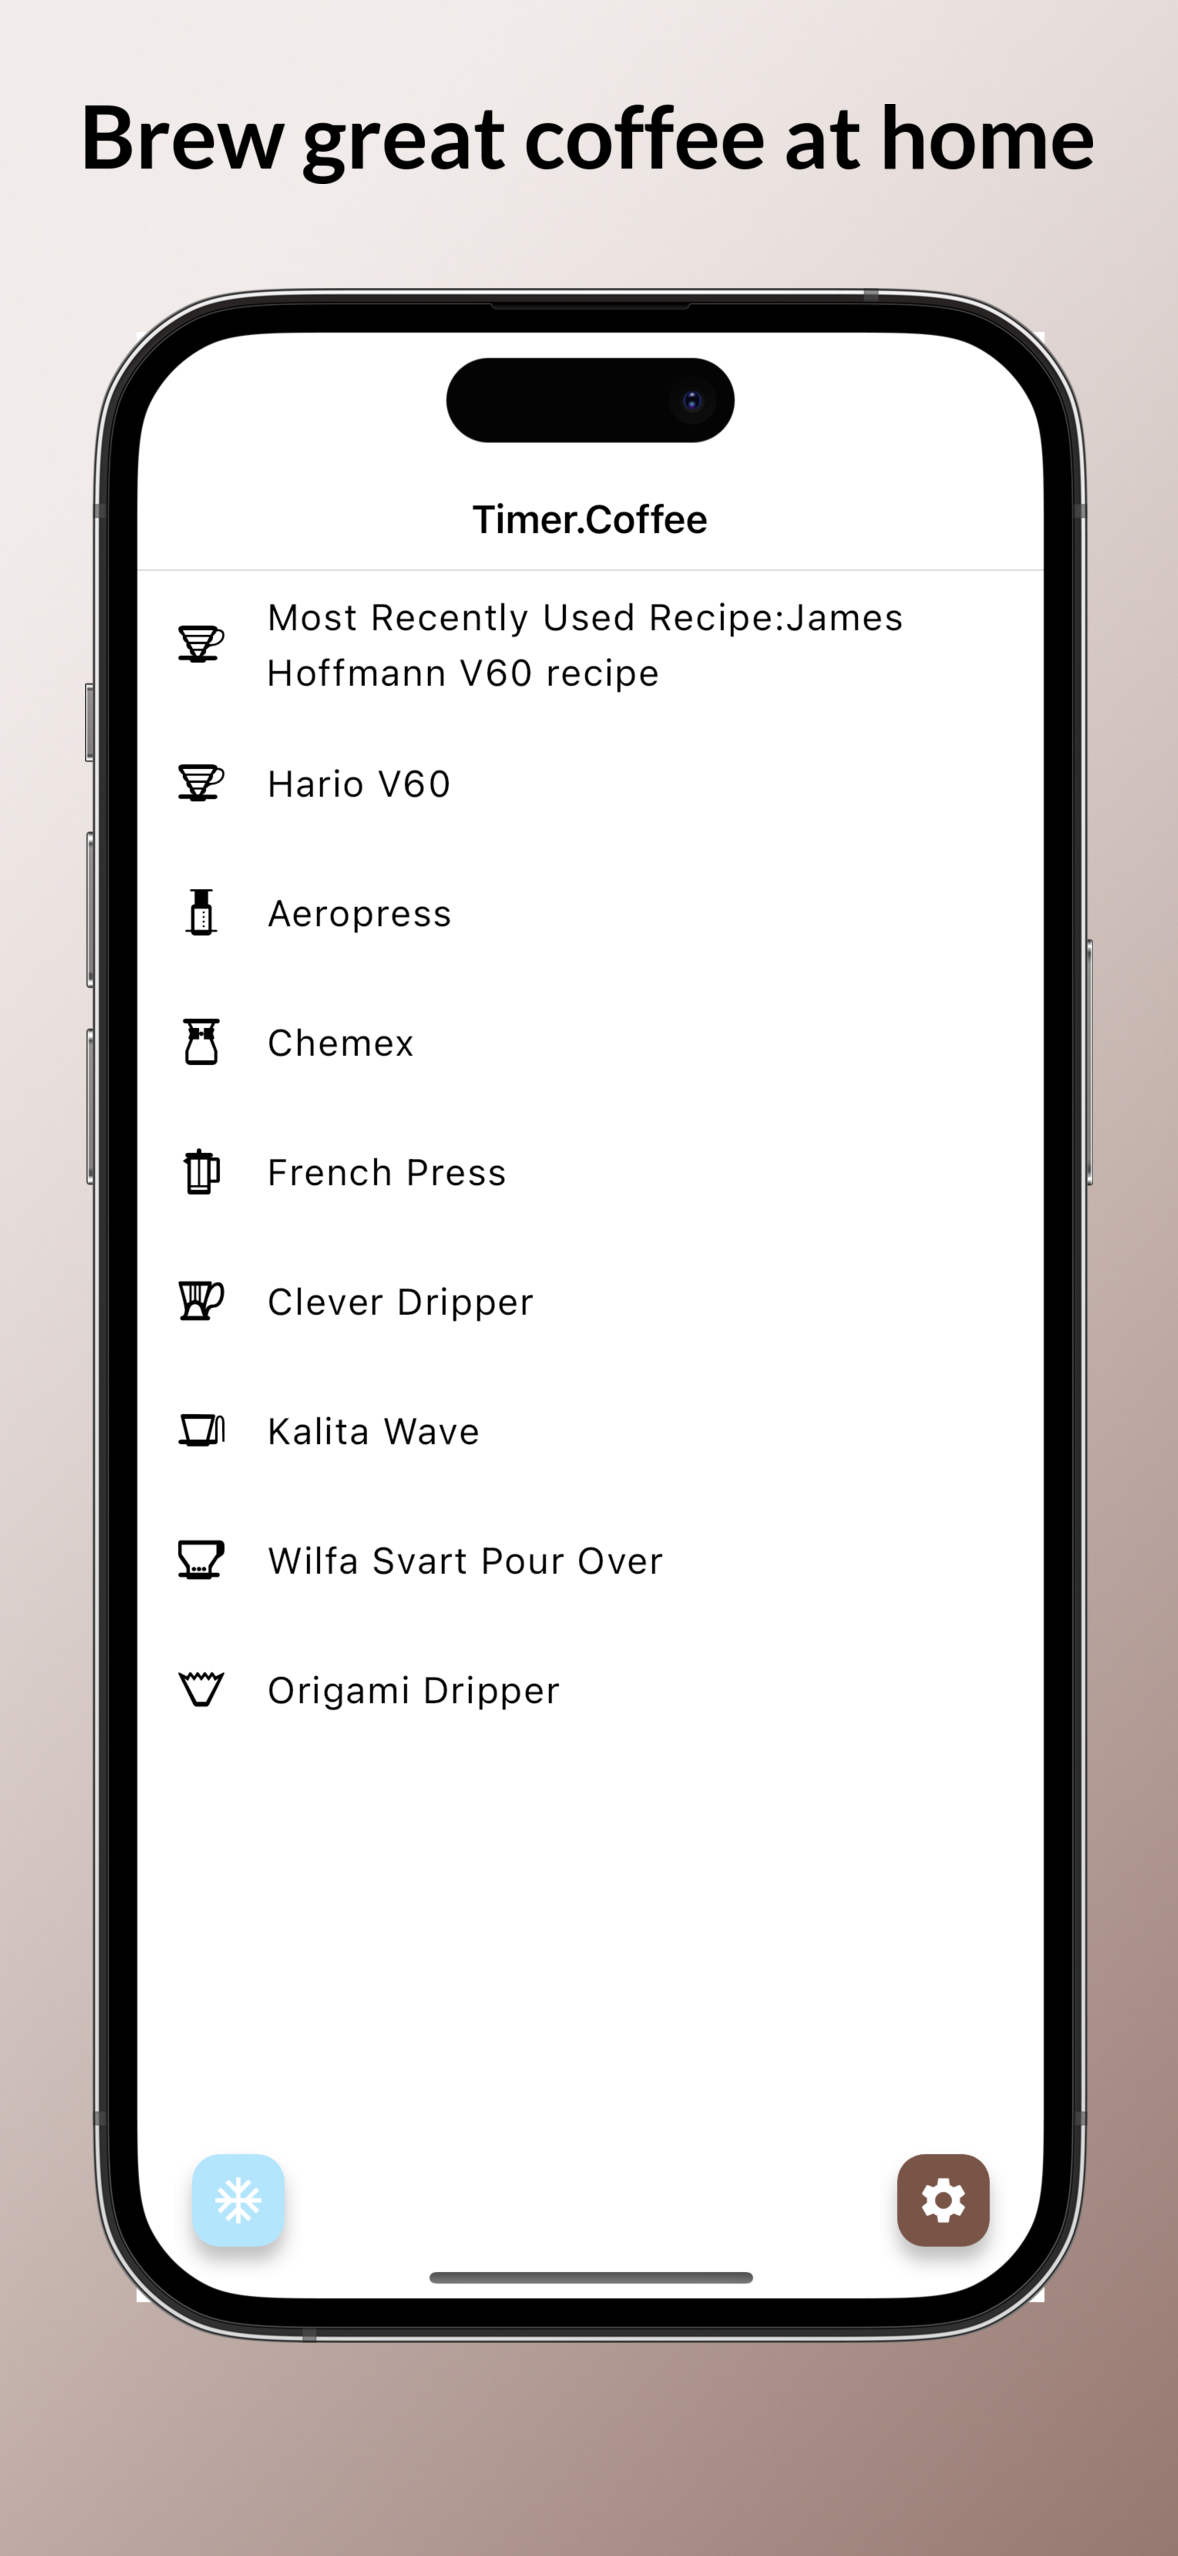 Brew great coffee at home
Timer.Coffee
Most Recently Used Recipe:James
Hoffmann V60 recipe
Hario V60
Aeropress
Chemex
French Press
Clever Dripper
Kalita Wave
Wilfa Svart Pour Over
Origami Dripper